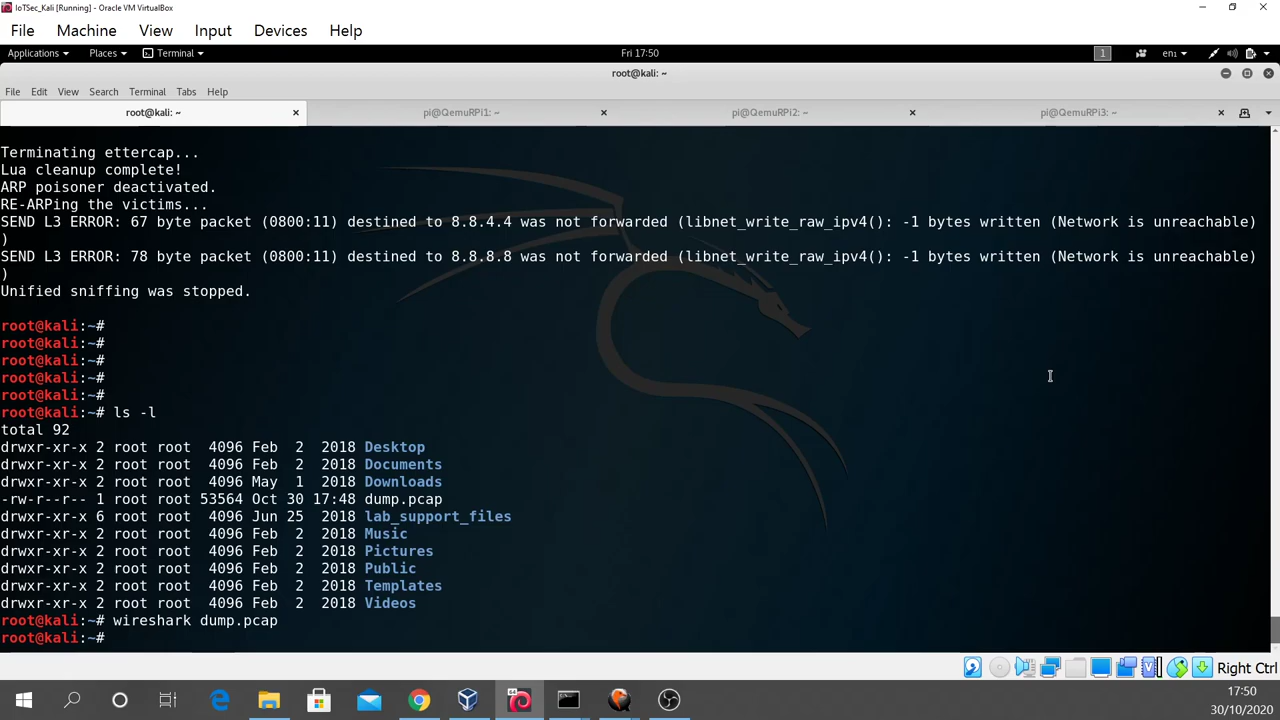 IoTSec_Kali [Running] - Oracle VM VirtualBox
File Machine View Input Devices Help
Applications Places Terminal Fri 17:50 1 en1
root@kali: ~
File Edit View Search Terminal Tabs Help
root@kali: ~ pi@QemuRPi1: ~ pi@QemuRPi2: ~ pi@QemuRPi3: ~
Terminating ettercap...
Lua cleanup complete!
ARP poisoner deactivated.
RE-ARPing the victims...
SEND L3 ERROR: 67 byte packet (0800:11) destined to 8.8.4.4 was not forwarded (libnet_write_raw_ipv4(): -1 bytes written (Network is unreachable)
)
SEND L3 ERROR: 78 byte packet (0800:11) destined to 8.8.8.8 was not forwarded (libnet_write_raw_ipv4(): -1 bytes written (Network is unreachable)
)
Unified sniffing was stopped.
root@kali:~#
root@kali:~#
root@kali:~#
root@kali:~#
root@kali:~#
root@kali:~# ls -l
total 92
drwxr-xr-x 2 root root 4096 Feb 2 2018 Desktop
drwxr-xr-x 2 root root 4096 Feb 2 2018 Documents
drwxr-xr-x 2 root root 4096 May 1 2018 Downloads
-rw-r--r-- 1 root root 53564 Oct 30 17:48 dump.pcap
drwxr-xr-x 6 root root 4096 Jun 25 2018 lab_support_files
drwxr-xr-x 2 root root 4096 Feb 2 2018 Music
drwxr-xr-x 2 root root 4096 Feb 2 2018 Pictures
drwxr-xr-x 2 root root 4096 Feb 2 2018 Public
drwxr-xr-x 2 root root 4096 Feb 2 2018 Templates
drwxr-xr-x 2 root root 4096 Feb 2 2018 Videos
root@kali:~# wireshark dump.pcap
root@kali:~#
Right Ctrl
17:50
30/10/2020